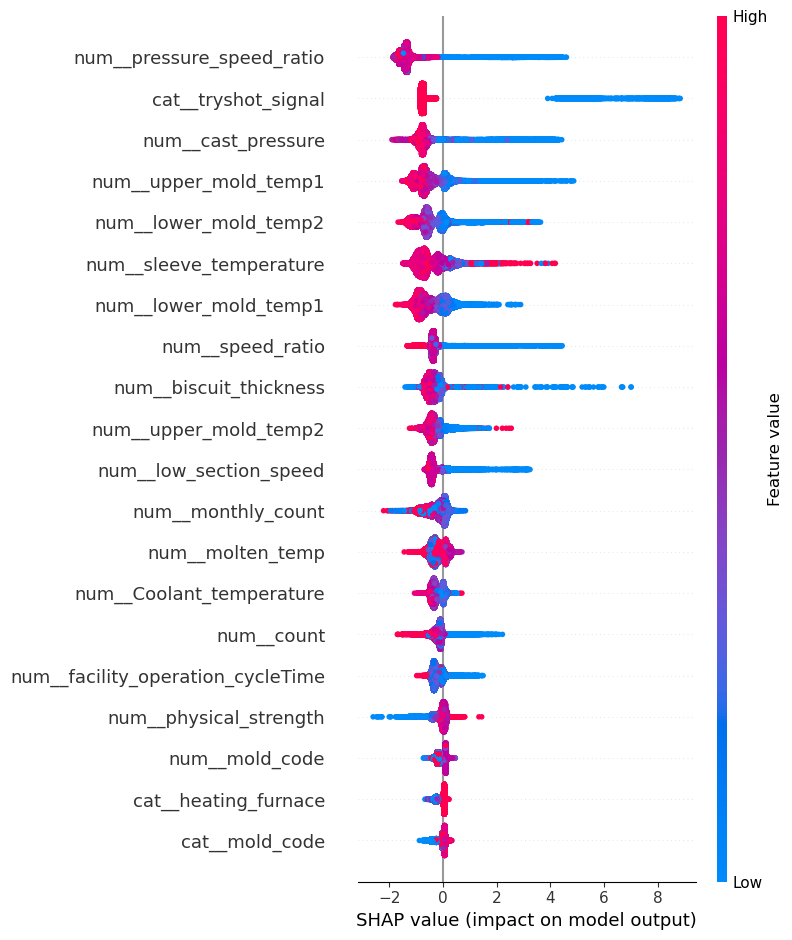 High
num__pressure_speed_ratio
cat__tryshot_signal
num__cast_pressure
num__upper_mold_temp1
num__lower_mold_temp2
num__sleeve_temperature
num__lower_mold_temp1
num__speed_ratio
num__biscuit_thickness
num__upper_mold_temp2
num__low_section_speed
num__monthly_count
num__molten_temp
num__Coolant_temperature
num__count
num__facility_operation_cycleTime
num__physical_strength
num__mold_code
cat__heating_furnace
cat__mold_code
Feature value
Low
−2 0 2 4 6 8
SHAP value (impact on model output)